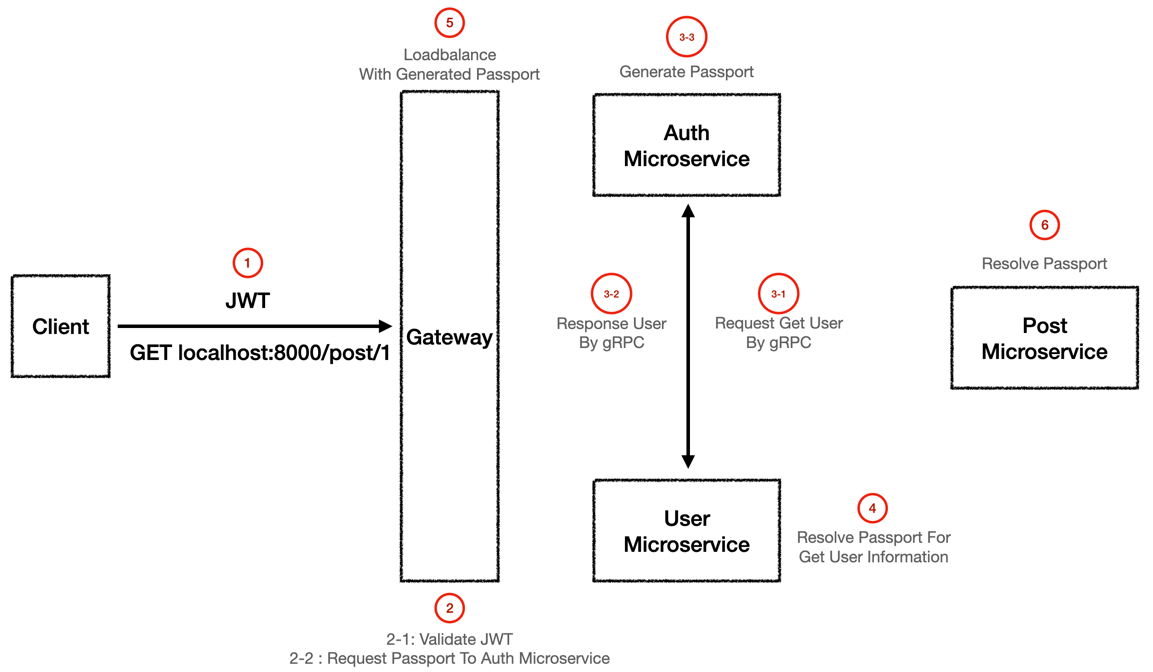 5
Loadbalance
With Generated Passport
3-3
Generate Passport
Auth
Microservice
1
JWT
Client
GET localhost:8000/post/1
Gateway
3-2
Response User
By gRPC
3-1
Request Get User
By gRPC
6
Resolve Passport
Post
Microservice
User
Microservice
4
Resolve Passport For
Get User Information
2
2-1: Validate JWT
2-2 : Request Passport To Auth Microservice